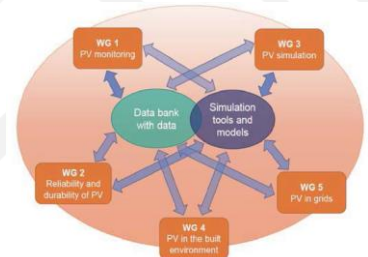 WG 1
PV monitoring
WG 3
PV simulation
Data bank
with data
Simulation
tools and
models
WG 2
Reliability and
durability of PV
WG 5
PV in grids
WG 4
PV in the built
environment